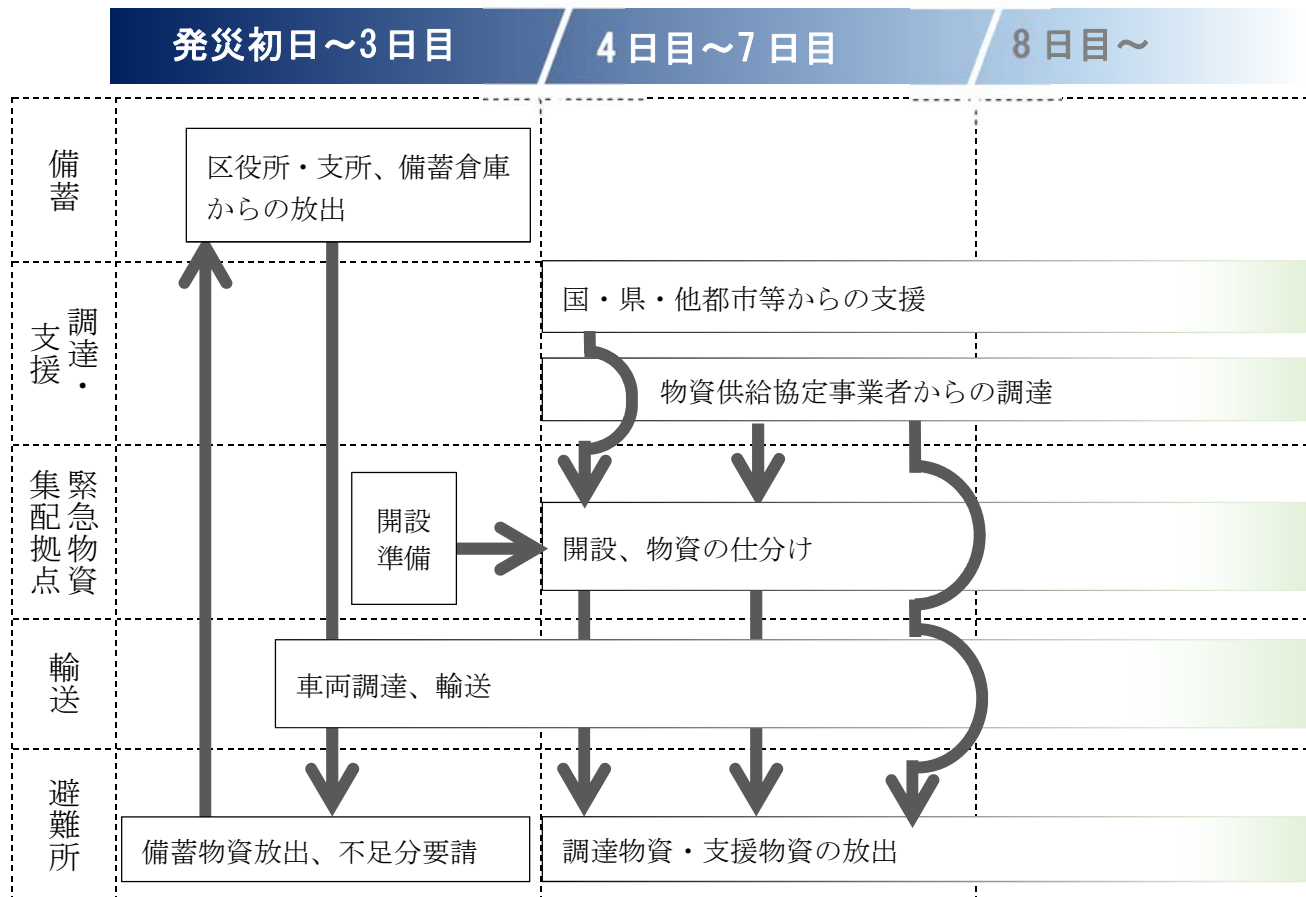 発災初日～3日目
4日目～7日目
8日目～
備蓄
区役所・支所、備蓄倉庫
からの放出
調達・
支援
国・県・他都市等からの支援
物資供給協定事業者からの調達
緊急物資
集配拠点
開設
準備
開設、物資の仕分け
輸送
車両調達、輸送
避難所
備蓄物資放出、不足分要請
調達物資・支援物資の放出